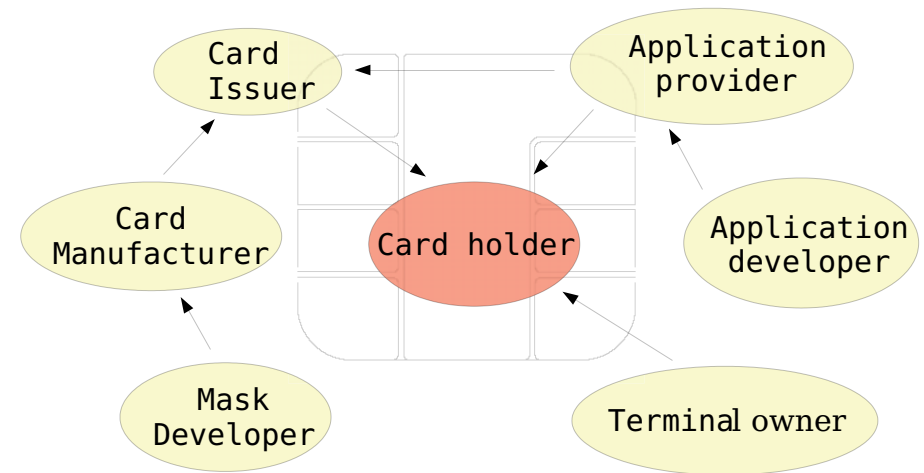 Card
Issuer
Application
provider
Card
Manufacturer
Card holder
Application
developer
Mask
Developer
Terminal owner